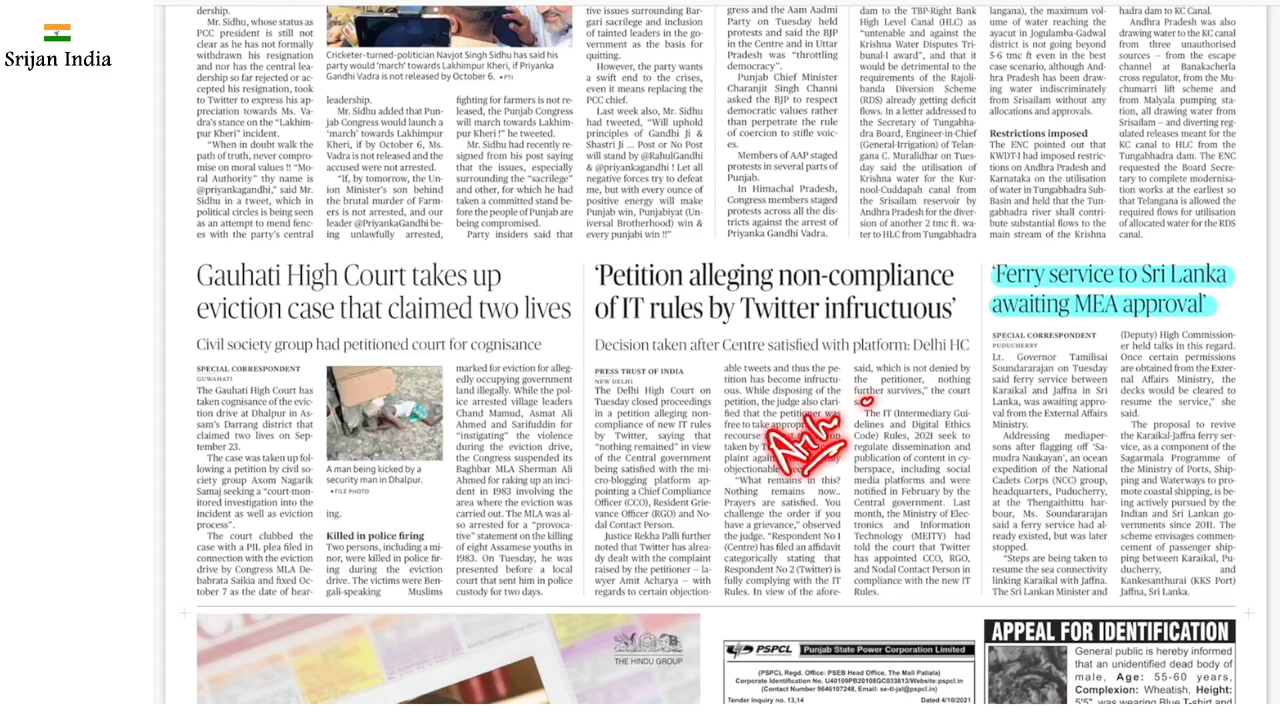 Srijan India
dership.
Mr. Sidhu, whose status as
PCC president is still not
clear as he has not formally
withdrawn his resignation
and nor has the central lea-
dership so far rejected or ac-
cepted his resignation, took
to Twitter to express his ap-
preciation towards Ms. Va-
dra's stance on the "Lakhim-
pur Kheri" incident.
"When in doubt walk the
path of truth, never compro-
mise on moral values !! "Mo-
ral Authority" thy name is
@priyankagandhi," said Mr.
Sidhu in a tweet, which in
political circles is being seen
as an attempt to mend fenc-
es with the party's central
Cricketer-turned-politician Navjot Singh Sidhu has said his
party would 'march' towards Lakhimpur Kheri, if Priyanka
Gandhi Vadra is not released by October 6. • PTI
leadership.
Mr. Sidhu added that Pun-
jab Congress would launch a
'march' towards Lakhimpur
Kheri, if by October 6, Ms.
Vadra is not released and the
accused were not arrested.
"If, by tomorrow, the Un-
ion Minister's son behind
the brutal murder of Farm-
ers is not arrested, and our
leader @PriyankaGandhi be-
ing unlawfully arrested,
fighting for farmers is not re-
leased, the Punjab Congress
will march towards Lakhim-
pur Kheri !" he tweeted.
Mr. Sidhu had recently re-
signed from his post saying
that the issues, especially
surrounding the "sacrilege"
and other, for which he had
taken a committed stand be-
fore the people of Punjab are
being compromised.
Party insiders said that
tive issues surrounding Bar-
gari sacrilege and inclusion
of tainted leaders in the go-
vernment as the basis for
quitting.
However, the party wants
a swift end to the crises,
even it means replacing the
PCC chief.
Last week also, Mr. Sidhu
had tweeted, "Will uphold
principles of Gandhi Ji &
Shastri Ji ... Post or No Post
will stand by @RahulGandhi
& @priyankagandhi ! Let all
negative forces try to defeat
me, but with every ounce of
positive energy will make
Punjab win, Punjabiyat (Un-
iversal Brotherhood) win &
every punjabi win !!"
gress and the Aam Aadmi
Party on Tuesday held
protests and said the BJP
in the Centre and in Uttar
Pradesh was "throttling
democracy".
Punjab Chief Minister
Charanjit Singh Channi
asked the BJP to respect
democratic values rather
than perpetrate the rule
of coercion to stifle voic-
es.
Members of AAP staged
protests in several parts of
Punjab.
In Himachal Pradesh,
Congress members staged
protests across all the dis-
tricts against the arrest of
Priyanka Gandhi Vadra.
dam to the TBP-Right Bank
High Level Canal (HLC) as
"untenable and against the
Krishna Water Disputes Tri-
bunal-I award", and that it
would be detrimental to the
requirements of the Rajoli-
banda Diversion Scheme
(RDS) already getting deficit
flows. In a letter addressed to
the Secretary of Tungabha-
dra Board, Engineer-in-Chief
(General-Irrigation) of Telan-
gana C. Muralidhar on Tues-
day said the utilisation of
Krishna water for the Kur-
nool-Cuddapah canal from
the Srisailam reservoir by
Andhra Pradesh for the diver-
sion of another 2 tmc ft. wa-
ter to HLC from Tungabhadra
langana), the maximum vol-
ume of water reaching the
ayacut in Jogulamba-Gadwal
district is not going beyond
5-6 tmc ft even in the best
case scenario, although And-
hra Pradesh has been draw-
ing water indiscriminately
from Srisailam without any
allocations and approvals.
Restrictions imposed
The ENC pointed out that
KWDT-I had imposed restric-
tions on Andhra Pradesh and
Karnataka on the utilisation
of water in Tungabhadra Sub-
Basin and held that the Tun-
gabhadra river shall contri-
bute substantial flows to the
main stream of the Krishna
hadra dam to KC Canal.
Andhra Pradesh was also
drawing water to the KC canal
from three unauthorised
sources – from the escape
channel at Banakacherla
cross regulator, from the Mu-
chumarri lift scheme and
from Malyala pumping sta-
tion, all drawing water from
Srisailam – and diverting reg-
ulated releases meant for the
KC canal to HLC from the
Tungabhadra dam. The ENC
requested the Board Secre-
tary to complete modernisa-
tion works at the earliest so
that Telangana is allowed the
required flows for utilisation
of allocated water for the RDS
canal.
Gauhati High Court takes up
eviction case that claimed two lives
Civil society group had petitioned court for cognisance
SPECIAL CORRESPONDENT
GUWAHATI
The Gauhati High Court has
taken cognisance of the evic-
tion drive at Dhalpur in As-
sam's Darrang district that
claimed two lives on Sep-
tember 23.
The case was taken up fol-
lowing a petition by civil so-
ciety group Axom Nagarik
Samaj seeking a "court-mon-
itored investigation into the
incident as well as eviction
process".
The court clubbed the
case with a PIL plea filed in
connection with the eviction
drive by Congress MLA De-
babrata Saikia and fixed Oc-
tober 7 as the date of hear-
A man being kicked by a
security man in Dhalpur.
• FILE PHOTO
ing.
Killed in police firing
Two persons, including a mi-
nor, were killed in police fir-
ing during the eviction
drive. The victims were Ben-
gali-speaking Muslims
marked for eviction for alleg-
edly occupying government
land illegally. While the pol-
ice arrested village leaders
Chand Mamud, Asmat Ali
Ahmed and Sarifuddin for
"instigating" the violence
during the eviction drive,
the Congress suspended its
Baghbar MLA Sherman Ali
Ahmed for raking up an inci-
dent in 1983 involving the
area where the eviction was
carried out. The MLA was al-
so arrested for a "provoca-
tive" statement on the killing
of eight Assamese youths in
1983. On Tuesday, he was
presented before a local
court that sent him in police
custody for two days.
'Petition alleging non-compliance
of IT rules by Twitter infructuous'
Decision taken after Centre satisfied with platform: Delhi HC
PRESS TRUST OF INDIA
NEW DELHI
The Delhi High Court on
Tuesday closed proceedings
in a petition alleging non-
compliance of new IT rules
by Twitter, saying that
"nothing remained" in view
of the Central government
being satisfied with the mi-
cro-blogging platform ap-
pointing a Chief Compliance
Officer (CCO), Resident Grie-
vance Officer (RGO) and No-
dal Contact Person.
Justice Rekha Palli further
noted that Twitter has alrea-
dy dealt with the complaint
raised by the petitioner – la-
wyer Amit Acharya – with
regards to certain objection-
able tweets and thus the pe-
tition has become infructu-
ous. While disposing of the
petition, the judge also clari-
fied that the petitioner was
free to take
recourse
taken by
plaint
objectionable
"What remains in this?
Nothing remains now..
Prayers are satisfied. You
challenge the order if you
have a grievance," observed
the judge. "Respondent No 1
(Centre) has filed an affidavit
categorically stating that
Respondent No 2 (Twitter) is
fully complying with the IT
Rules. In view of the afore-
said, which is not denied by
the petitioner, nothing
further survives," the court
The IT (Intermediary Gui-
delines and Digital Ethics
Code) Rules, 2021 seek to
regulate dissemination and
publication of content in cy-
berspace, including social
media platforms and were
notified in February by the
Central government. Last
month, the Ministry of Elec-
tronics and Information
Technology (MEITY) had
told the court that Twitter
has appointed CCO, RGO,
and Nodal Contact Person in
compliance with the new IT
Rules.
'Ferry service to Sri Lanka
awaiting MEA approval'
SPECIAL CORRESPONDENT
PUDUCHERRY
Lt. Governor Tamilisai
Soundararajan on Tuesday
said ferry service between
Karaikal and Jaffna in Sri
Lanka, was awaiting appro-
val from the External Affairs
Ministry.
Addressing mediaper-
sons after flagging off 'Sa-
mudra Naukayan', an ocean
expedition of the National
Cadets Corps (NCC) group,
headquarters, Puducherry,
at the Thengaithittu har-
bour, Ms. Soundararajan
said a ferry service had al-
ready existed, but was later
stopped.
"Steps are being taken to
resume the sea connectivity
linking Karaikal with Jaffna.
The Sri Lankan Minister and
(Deputy) High Commission-
er held talks in this regard.
Once certain permissions
are obtained from the Exter-
nal Affairs Ministry, the
decks would be cleared to
resume the service," she
said.
The proposal to revive
the Karaikal-Jaffna ferry ser-
vice, as a component of the
Sagarmala Programme of
the Ministry of Ports, Ship-
ping and Waterways to pro-
mote coastal shipping, is be-
ing actively pursued by the
Indian and Sri Lankan go-
vernments since 2011. The
scheme envisages commen-
cement of passenger ship-
ping between Karaikal, Pu-
ducherry, and
Kankesanthurai (KKS Port)
Jaffna, Sri Lanka.
THE HINDU GROUP
PSPCL Punjab State Power Corporation Limited
(PSPCL Regd. Office: PSEB Head Office, The Mall Patiala)
Corporate Identification No. U40109PB2010SGC033813/Website:pspcl.in
(Contact Number 9646107248, Email: se-tl-jal@pspcl.in)
Tender Inquiry no. 13,14 Dated 4/10/2021
APPEAL FOR IDENTIFICATION
General public is hereby informed
that an unidentified dead body of
male, Age: 55-60 years,
Complexion: Wheatish, Height:
5'5", was wearing Blue T-shirt and